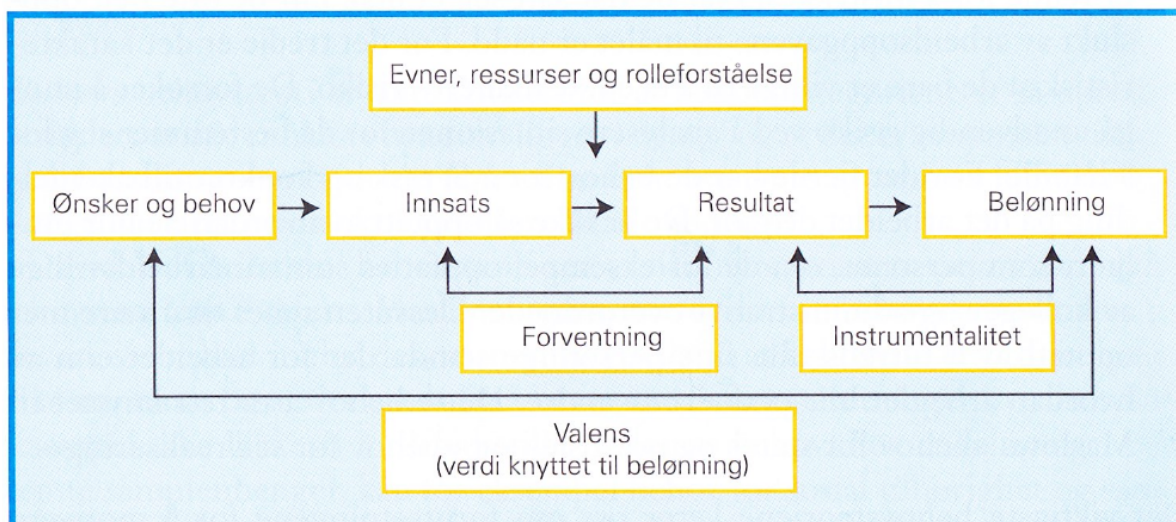 Evner, ressurser og rolleforståelse
Ønsker og behov
Innsats
Resultat
Belønning
Forventning
Instrumentalitet
Valens
(verdi knyttet til belønning)